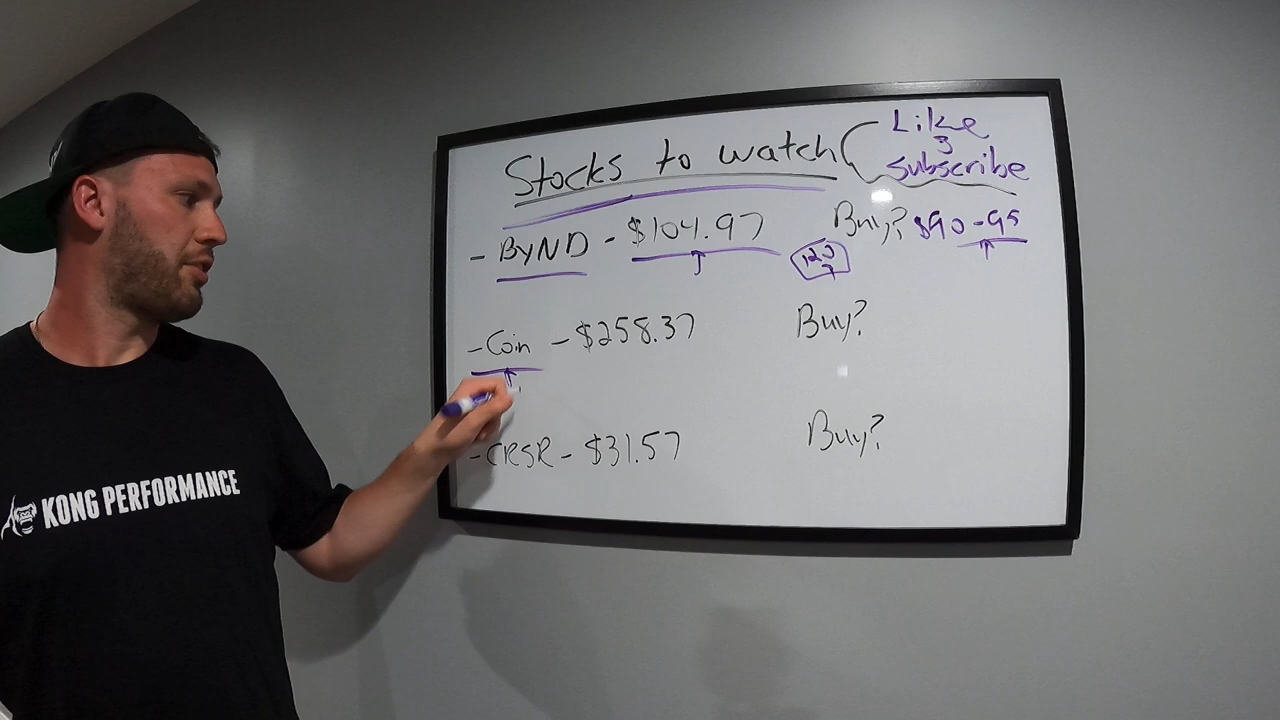 Stocks to watch
Like
&
Subscribe
- BYND - $104.97 Buy? $90-95
120
- Coin - $258.37 Buy?
- CRSR - $31.57 Buy?
KONG PERFORMANCE